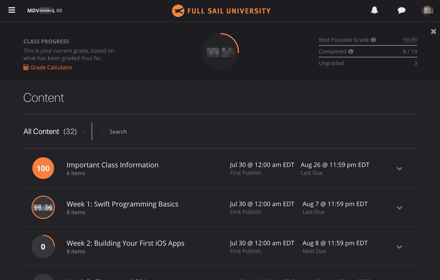 FULL SAIL UNIVERSITY
CLASS PROGRESS
This is your current grade, based on
what has been graded thus far.
Grade Calculator
Best Possible Grade
Completed 8 / 19
Ungraded 3
Content
All Content (32) Search
100 Important Class Information Jul 30 @ 12:00 am EDT Aug 26 @ 11:59 pm EDT
6 items First Publish Last Due
Week 1: Swift Programming Basics Jul 30 @ 12:00 am EDT Aug 7 @ 11:59 pm EDT
8 items First Publish Last Due
0 Week 2: Building Your First iOS Apps Jul 30 @ 12:00 am EDT Aug 8 @ 11:59 pm EDT
8 items First Publish Next Due